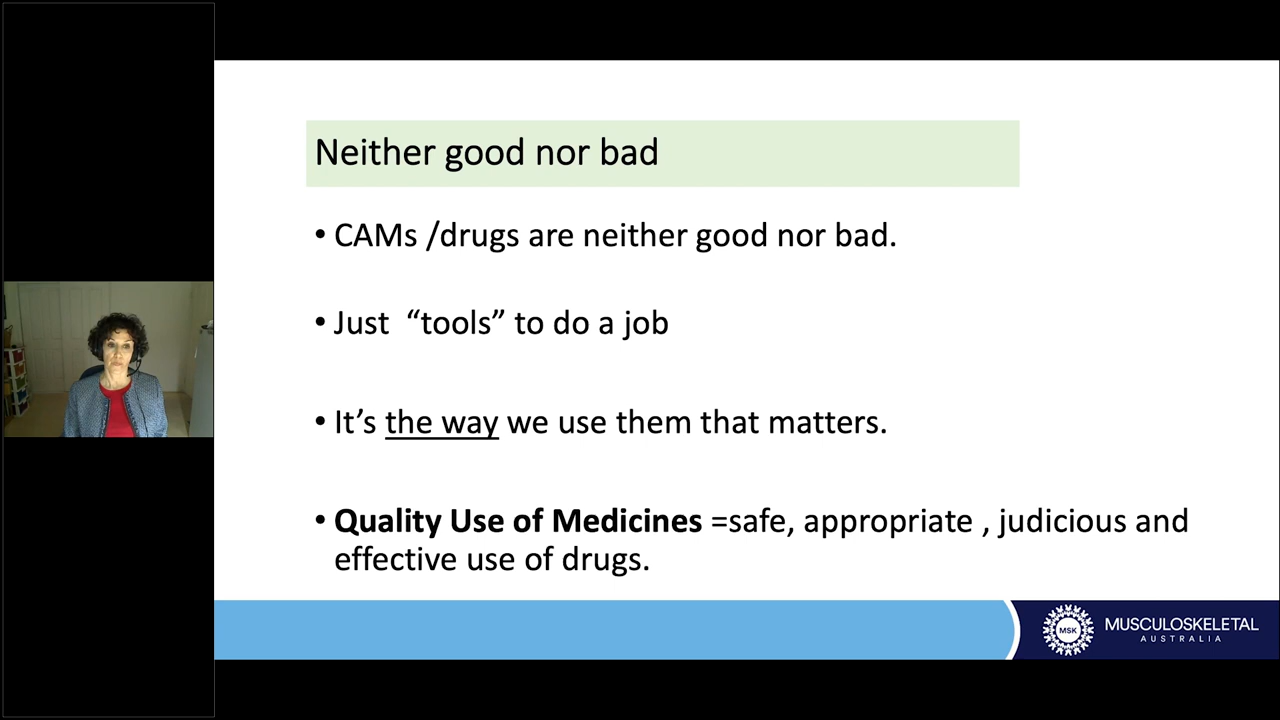 Neither good nor bad
• CAMs /drugs are neither good nor bad.
• Just “tools” to do a job
• It’s the way we use them that matters.
• Quality Use of Medicines =safe, appropriate , judicious and
effective use of drugs.
MSK
MUSCULOSKELETAL
AUSTRALIA